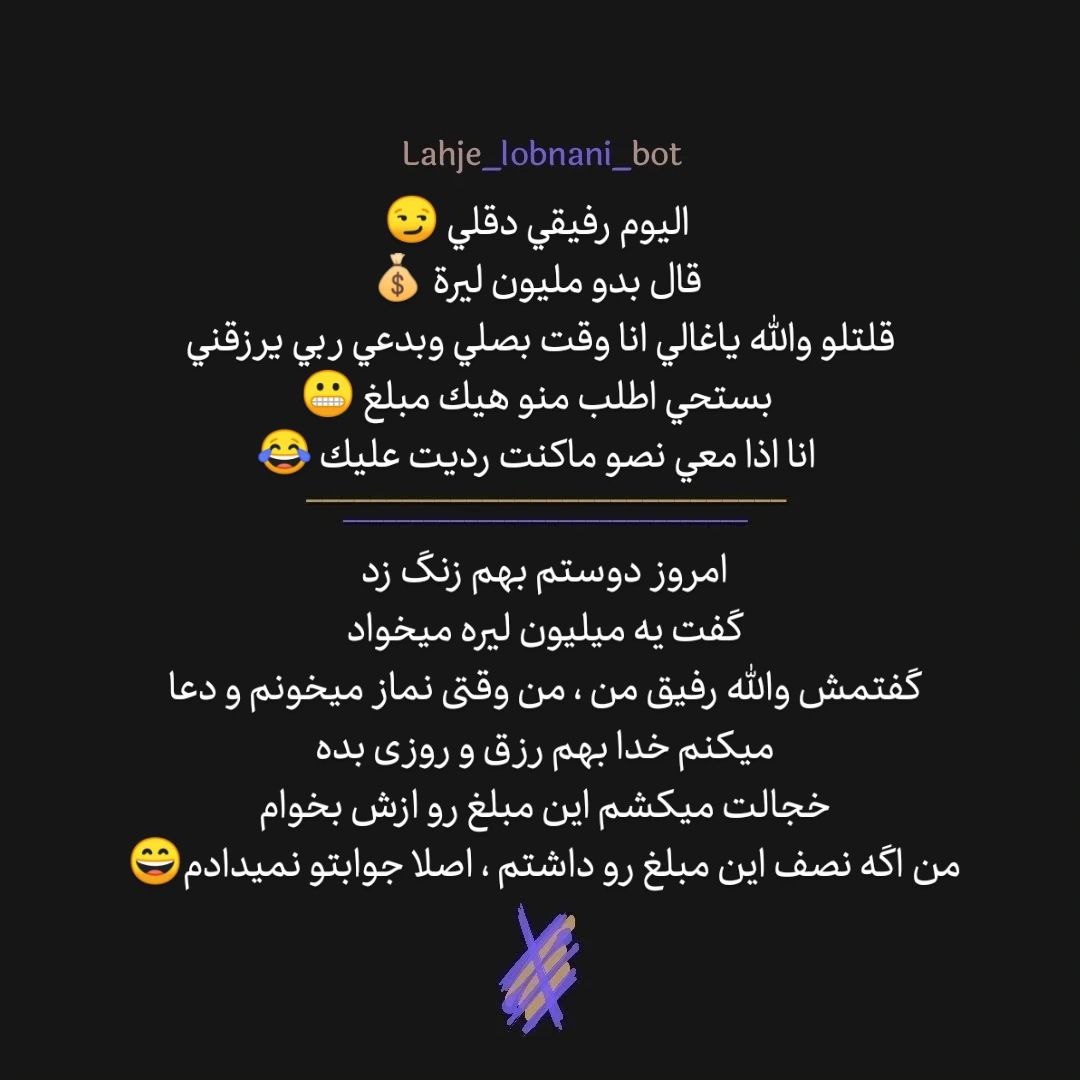 Lahje_lobnani_bot
اليوم رفيقي دقلي 😏
قال بدو مليون ليرة 💰
قلتلو والله ياغالي انا وقت بصلي وبدعي ربي يرزقني
بستحي اطلب منو هيك مبلغ 😬
انا اذا معي نصو ماكنت رديت عليك 😂
امروز دوستم بهم زنگ زد
گفت یه میلیون لیره میخواد
گفتمش والله رفیق من ، من وقتی نماز میخونم و دعا
میکنم خدا بهم رزق و روزی بده
خجالت میکشم این مبلغ رو ازش بخوام
من اگه نصف این مبلغ رو داشتم ، اصلا جوابتو نمیدادم😄